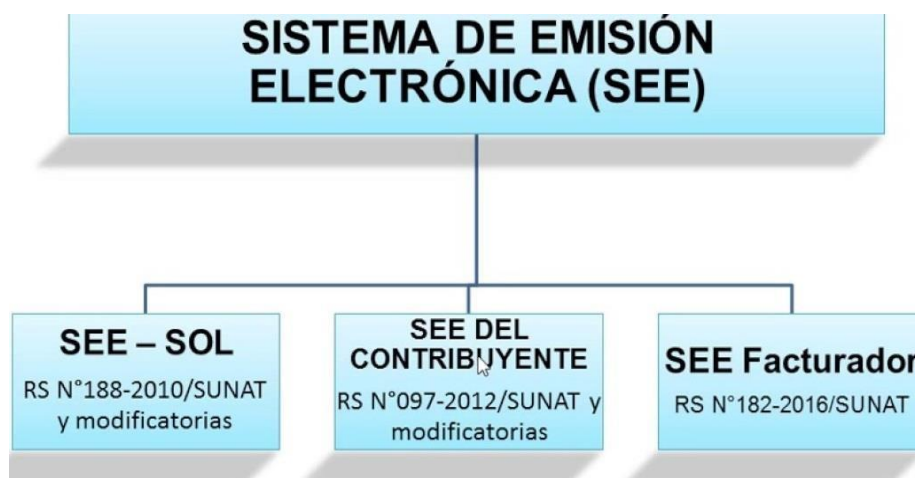 SISTEMA DE EMISIÓN
ELECTRÓNICA (SEE)
SEE – SOL
RS N°188-2010/SUNAT
y modificatorias
SEE DEL
CONTRIBUYENTE
RS N°097-2012/SUNAT y
modificatorias
SEE Facturador
RS N°182-2016/SUNAT